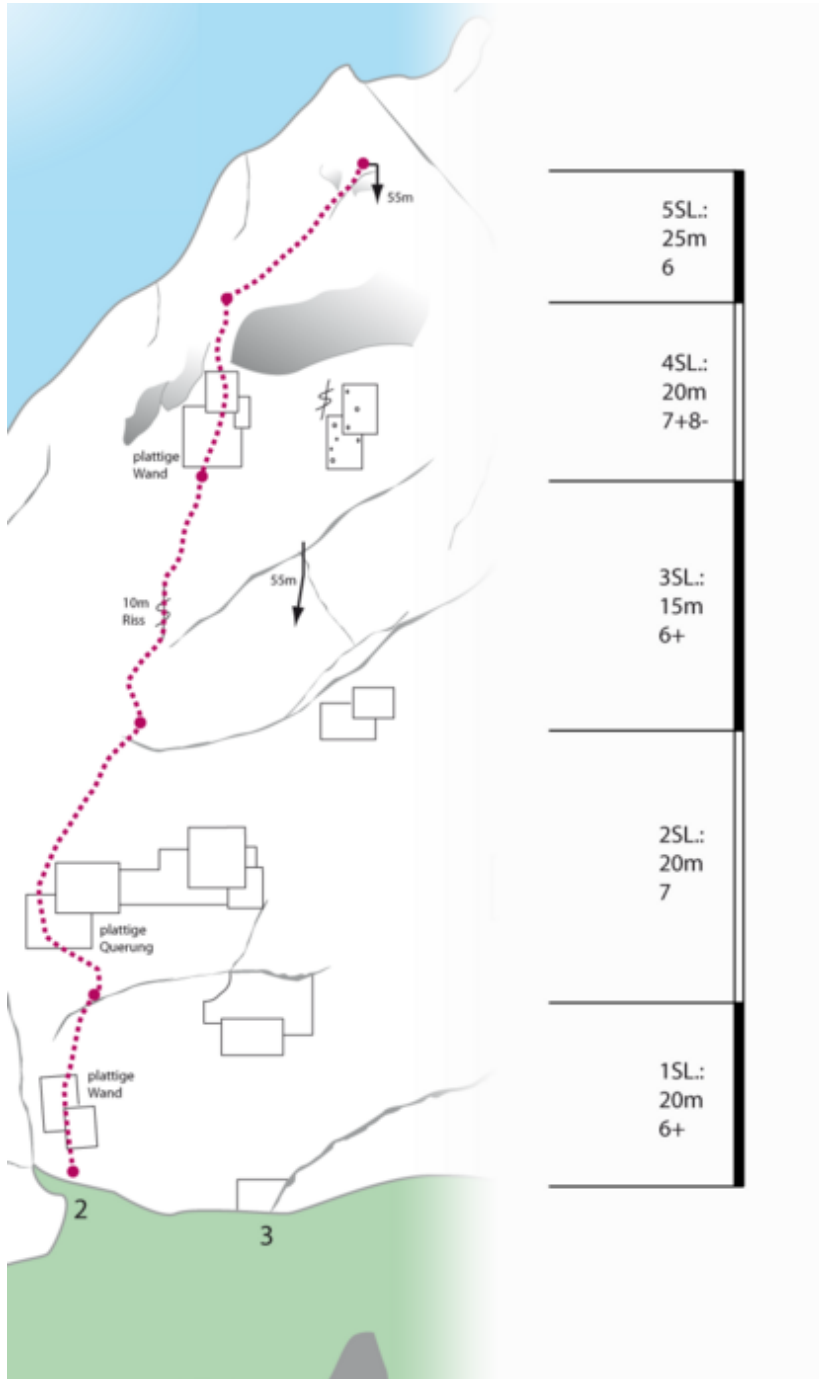 55m
5SL.:
25m
6
4SL.:
20m
7+8-
plattige
Wand
3SL.:
15m
6+
55m
10m
Riss
2SL.:
20m
7
plattige
Querung
1SL.:
20m
6+
plattige
Wand
2
3